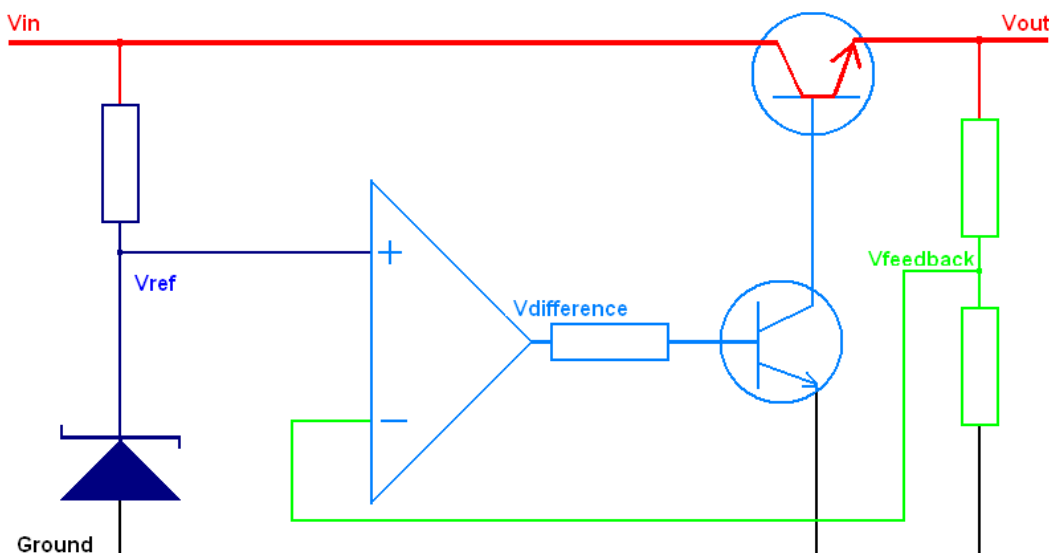 Vin
Vout
Vref
Vfeedback
Vdifference
+
−
Ground